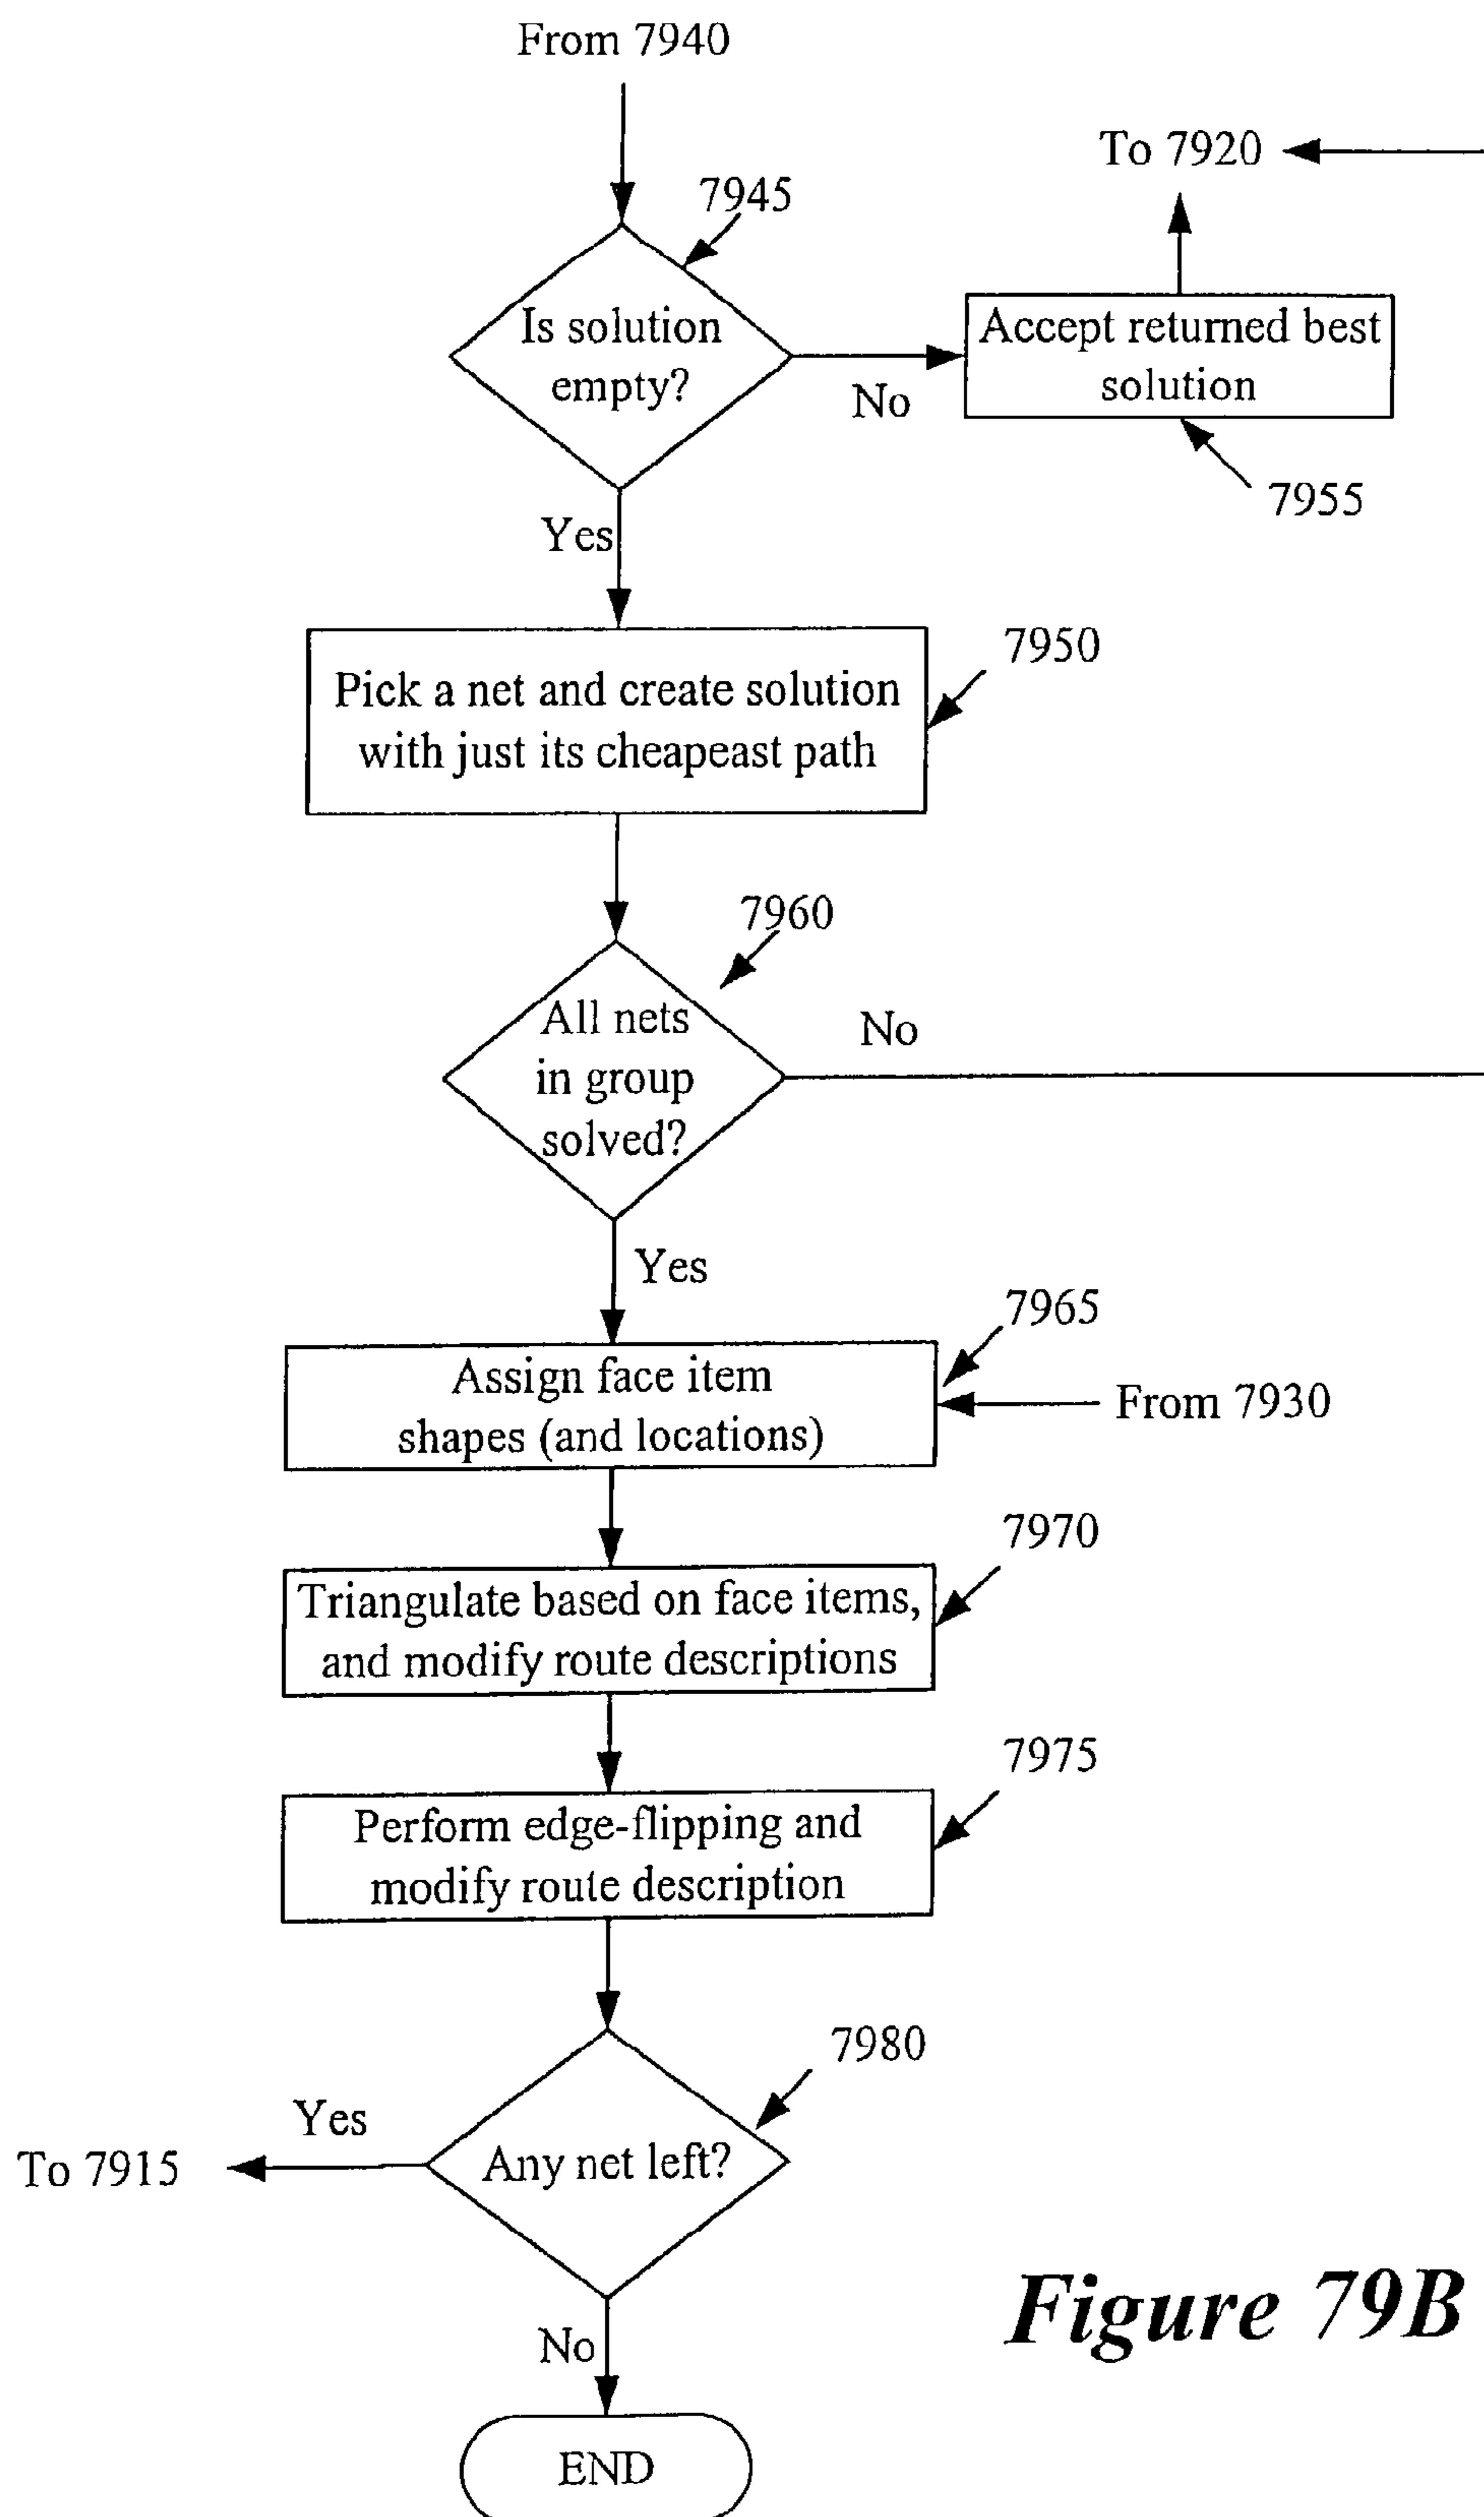 From 7940
To 7920
7945
Is solution
empty?
No
Accept returned best
solution
7955
Yes
7950
Pick a net and create solution
with just its cheapeast path
7960
All nets
in group
solved?
No
Yes
7965
Assign face item
shapes (and locations)
From 7930
7970
Triangulate based on face items,
and modify route descriptions
7975
Perform edge-flipping and
modify route description
7980
Yes
To 7915
Any net left?
Figure 79B
No
END